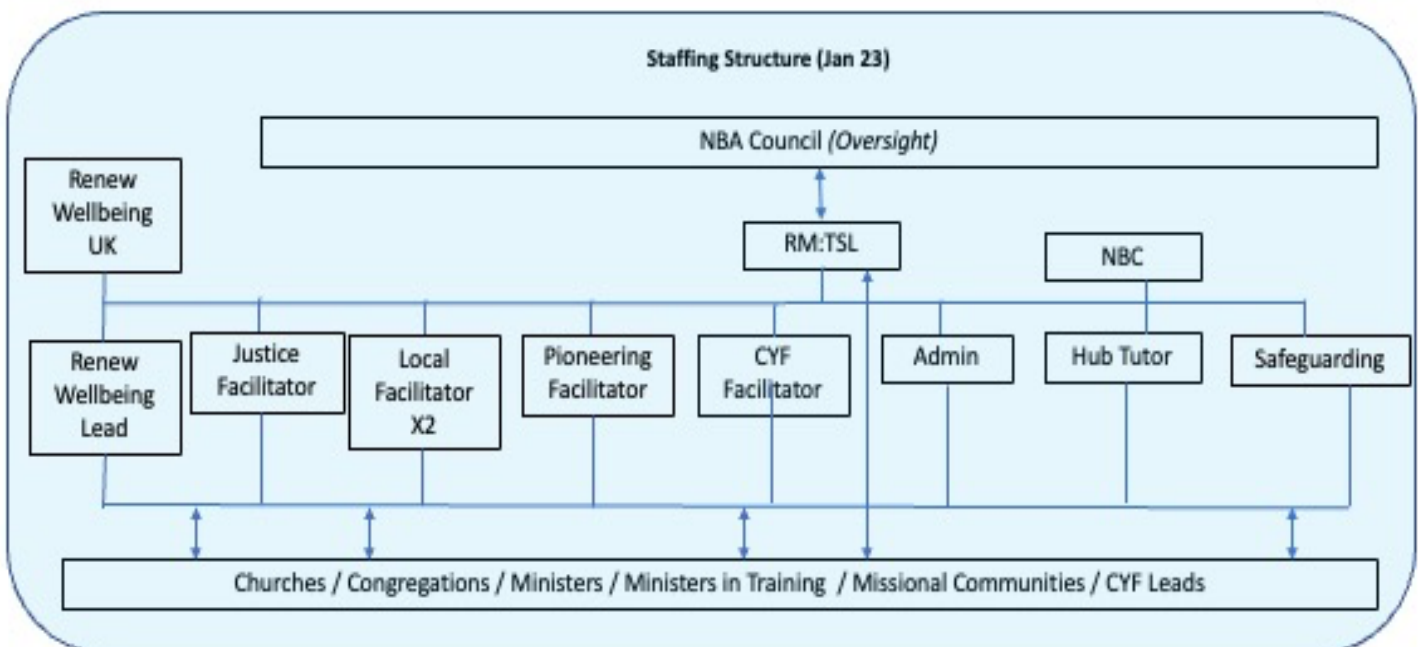 Staffing Structure (Jan 23)
NBA Council (Oversight)
Renew
Wellbeing
UK
RM:TSL
NBC
Renew
Wellbeing
Lead
Justice
Facilitator
Local
Facilitator
X2
Pioneering
Facilitator
CYF
Facilitator
Admin
Hub Tutor
Safeguarding
Churches / Congregations / Ministers / Ministers in Training / Missional Communities / CYF Leads